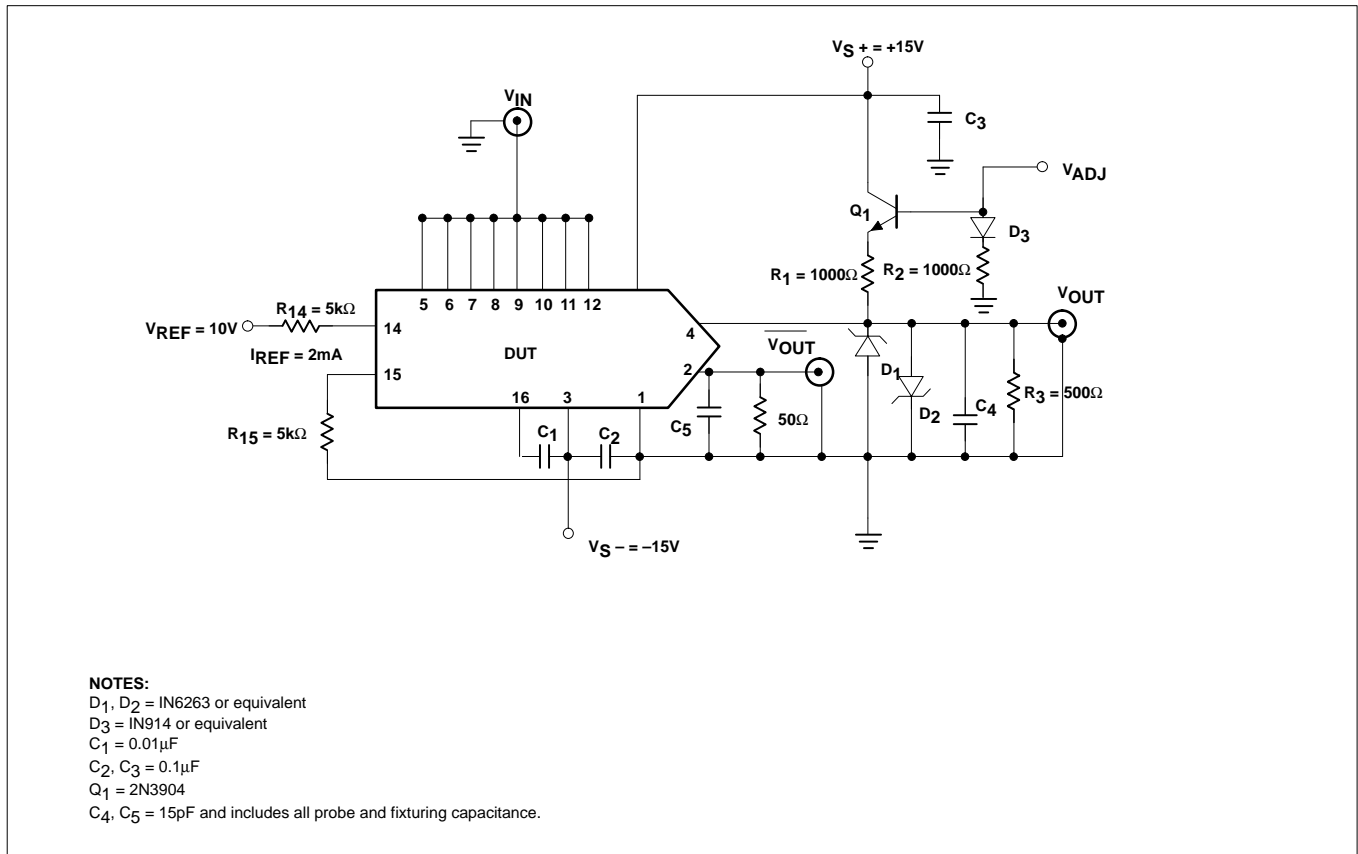 VS + = +15V
VIN
C3
VADJ
Q1
D3
R1 = 1000Ω
R2 = 1000Ω
R14 = 5kΩ
5 6 7 8 9 10 11 12
VOUT
VREF = 10V
14
4
IREF = 2mA
DUT
VOUT
15
2
D1
R3 = 500Ω
16 3 1
D2
C4
C5
50Ω
R15 = 5kΩ
C1
C2
VS – = –15V
NOTES:
D1, D2 = IN6263 or equivalent
D3 = IN914 or equivalent
C1 = 0.01µF
C2, C3 = 0.1µF
Q1 = 2N3904
C4, C5 = 15pF and includes all probe and fixturing capacitance.